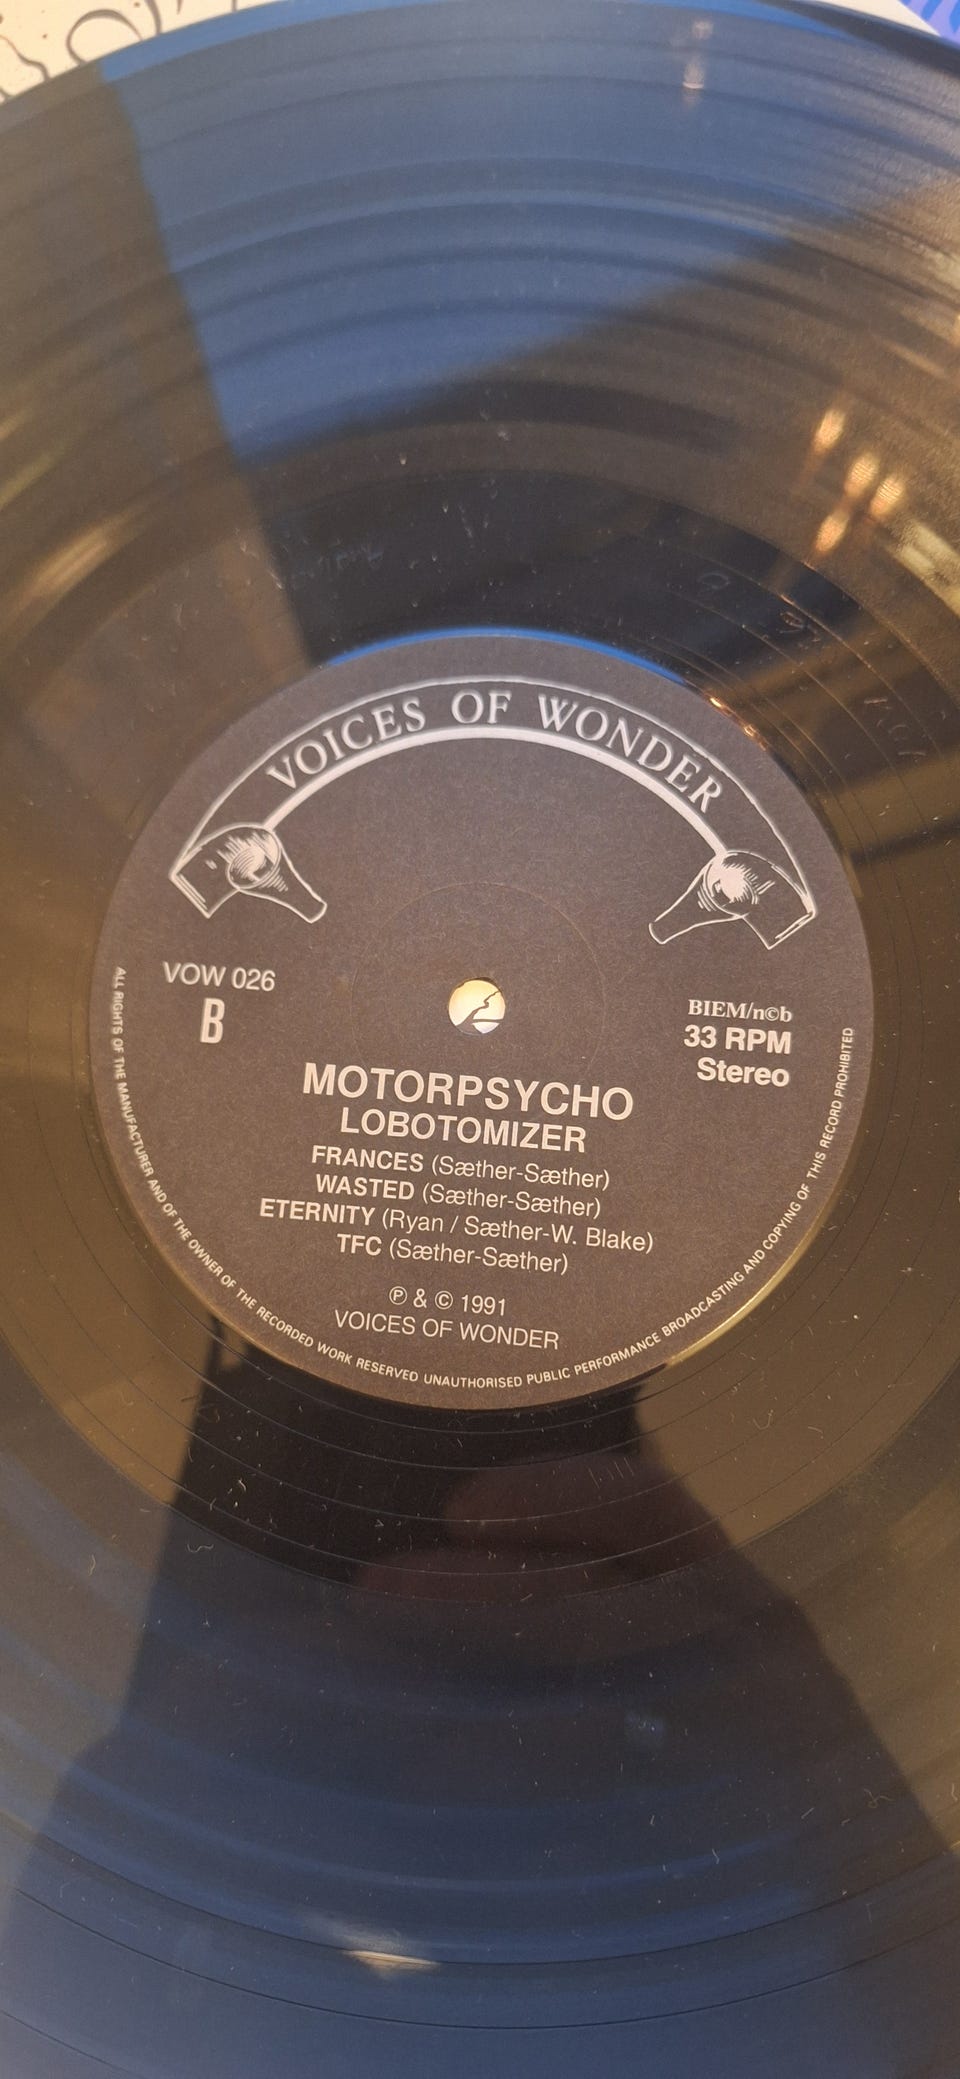 VOICES OF WONDER
VOW 026
B
BIEM/n©b
33 RPM
Stereo
MOTORPSYCHO
LOBOTOMIZER
FRANCES (Sæther-Sæther)
WASTED (Sæther-Sæther)
ETERNITY (Ryan / Sæther-W. Blake)
TFC (Sæther-Sæther)
℗ & © 1991
VOICES OF WONDER
ALL RIGHTS OF THE MANUFACTURER AND OF THE OWNER OF THE RECORDED WORK RESERVED UNAUTHORISED PUBLIC PERFORMANCE BROADCASTING AND COPYING OF THIS RECORD PROHIBITED